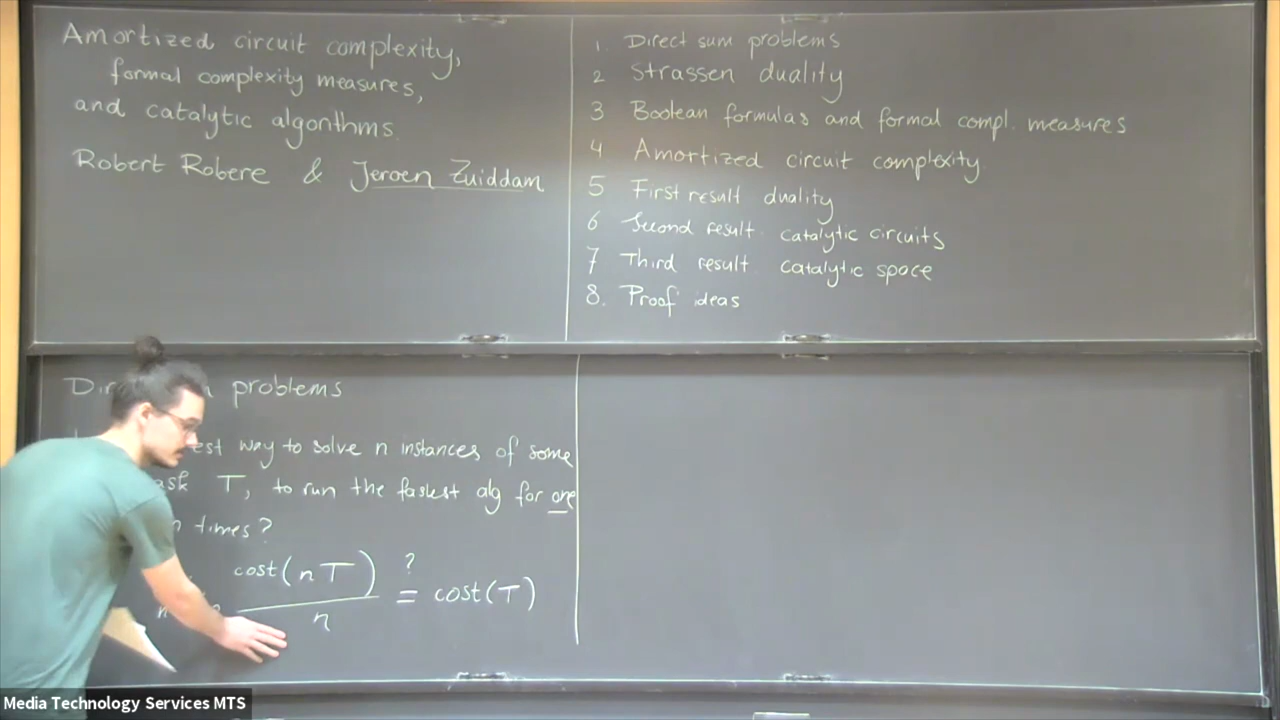 Amortized circuit complexity,
formal complexity measures,
and catalytic algorithms.
Robert Robere & Jeroen Zuiddam
1. Direct sum problems
2 Strassen duality
3 Boolean formulas and formal compl. measures
4 Amortized circuit complexity
5 First result duality
6 Second result. catalytic circuits
7 Third result. catalytic space
8. Proof ideas
problems
way to solve n instances of some
T, to run the fastest alg for one
times?
cost(nT)
? = cost(T)
n
Media Technology Services MTS